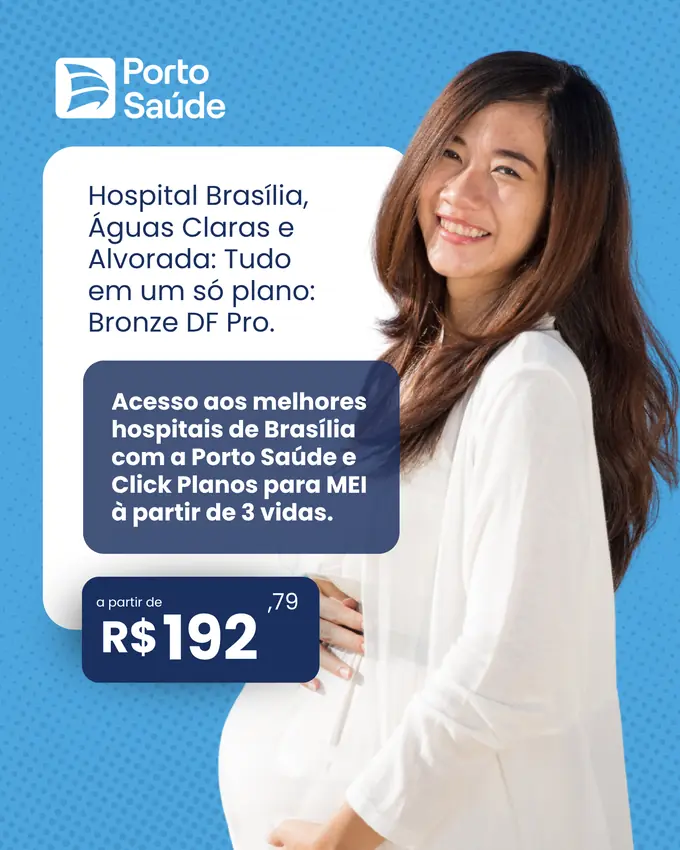 Porto
Saúde
Hospital Brasília,
Águas Claras e
Alvorada: Tudo
em um só plano:
Bronze DF Pro.
Acesso aos melhores
hospitais de Brasília
com a Porto Saúde e
Click Planos para MEI
à partir de 3 vidas.
a partir de
R$192,79